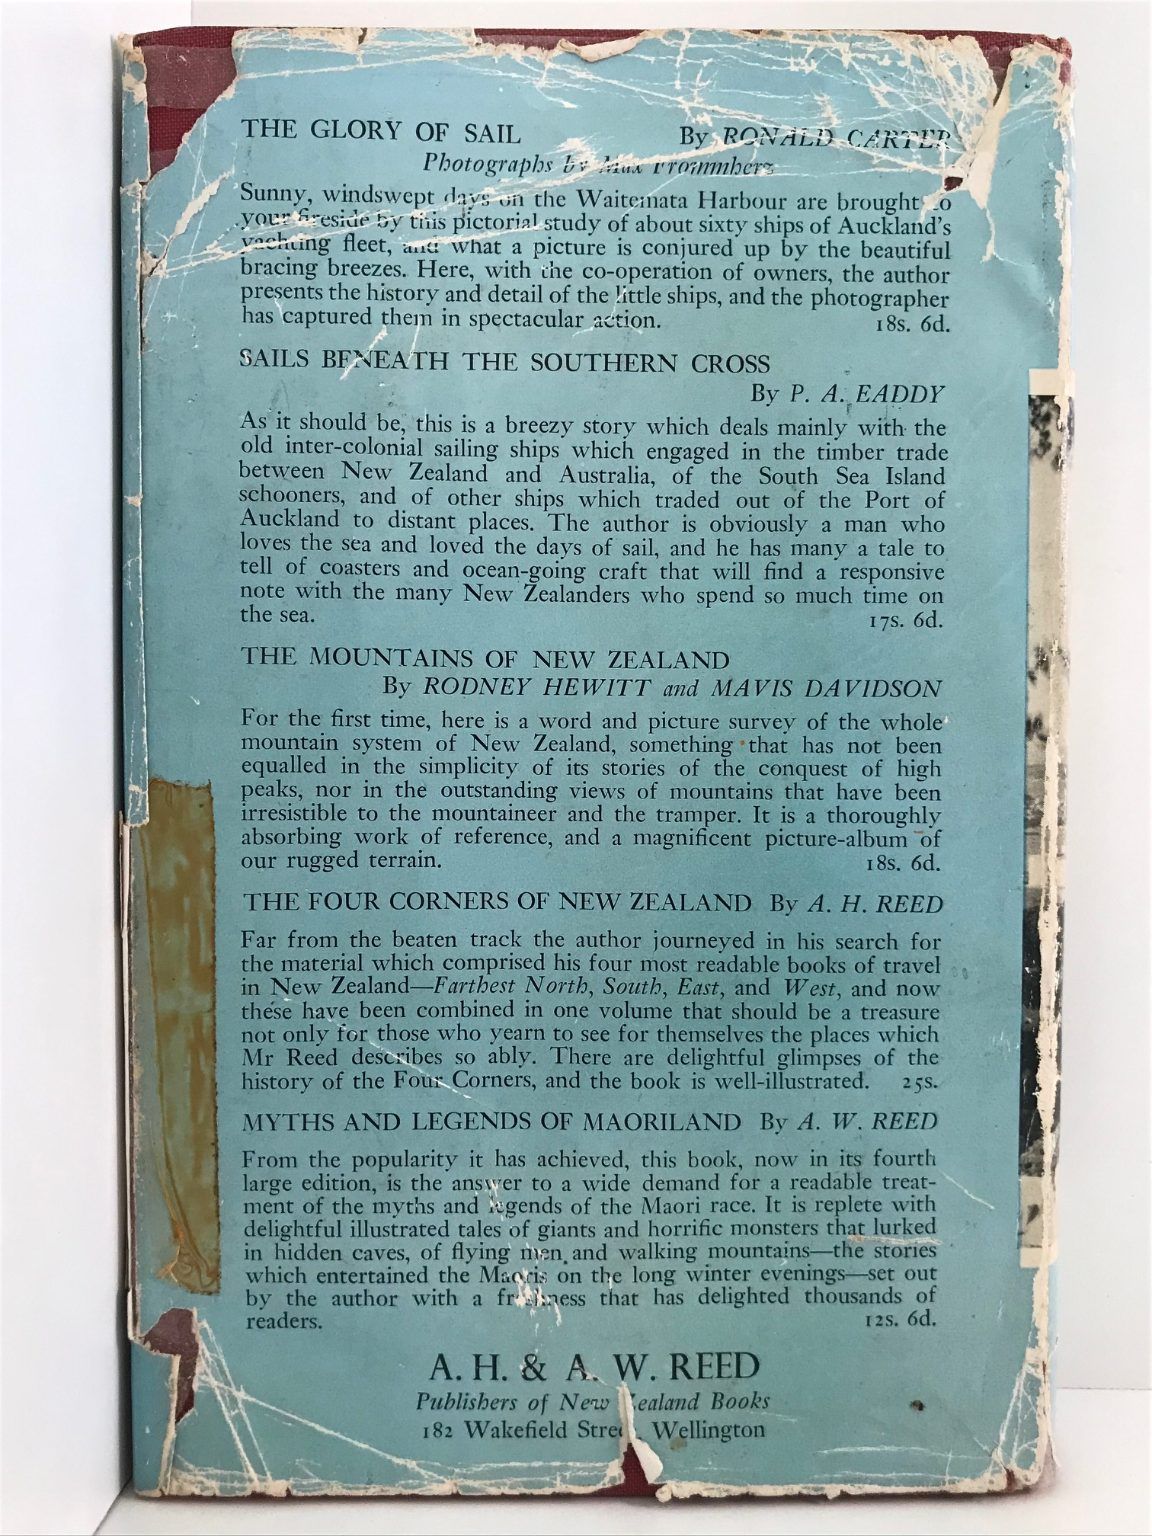 THE GLORY OF SAIL By RONALD CARTER
Photographs by Max Frommherz
Sunny, windswept days on the Waitemata Harbour are brought to
your fireside by this pictorial study of about sixty ships of Auckland's
yachting fleet, and what a picture is conjured up by the beautiful
bracing breezes. Here, with the co-operation of owners, the author
presents the history and detail of the little ships, and the photographer
has captured them in spectacular action. 18s. 6d.
SAILS BENEATH THE SOUTHERN CROSS
By P. A. EADDY
As it should be, this is a breezy story which deals mainly with the
old inter-colonial sailing ships which engaged in the timber trade
between New Zealand and Australia, of the South Sea Island
schooners, and of other ships which traded out of the Port of
Auckland to distant places. The author is obviously a man who
loves the sea and loved the days of sail, and he has many a tale to
tell of coasters and ocean-going craft that will find a responsive
note with the many New Zealanders who spend so much time on
the sea. 17s. 6d.
THE MOUNTAINS OF NEW ZEALAND
By RODNEY HEWITT and MAVIS DAVIDSON
For the first time, here is a word and picture survey of the whole
mountain system of New Zealand, something that has not been
equalled in the simplicity of its stories of the conquest of high
peaks, nor in the outstanding views of mountains that have been
irresistible to the mountaineer and the tramper. It is a thoroughly
absorbing work of reference, and a magnificent picture-album of
our rugged terrain. 18s. 6d.
THE FOUR CORNERS OF NEW ZEALAND By A. H. REED
Far from the beaten track the author journeyed in his search for
the material which comprised his four most readable books of travel
in New Zealand—Farthest North, South, East, and West, and now
these have been combined in one volume that should be a treasure
not only for those who yearn to see for themselves the places which
Mr Reed describes so ably. There are delightful glimpses of the
history of the Four Corners, and the book is well-illustrated. 25s.
MYTHS AND LEGENDS OF MAORILAND By A. W. REED
From the popularity it has achieved, this book, now in its fourth
large edition, is the answer to a wide demand for a readable treat-
ment of the myths and legends of the Maori race. It is replete with
delightful illustrated tales of giants and horrific monsters that lurked
in hidden caves, of flying men and walking mountains—the stories
which entertained the Maoris on the long winter evenings—set out
by the author with a freshness that has delighted thousands of
readers. 12s. 6d.
A. H. & A. W. REED
Publishers of New Zealand Books
182 Wakefield Street, Wellington